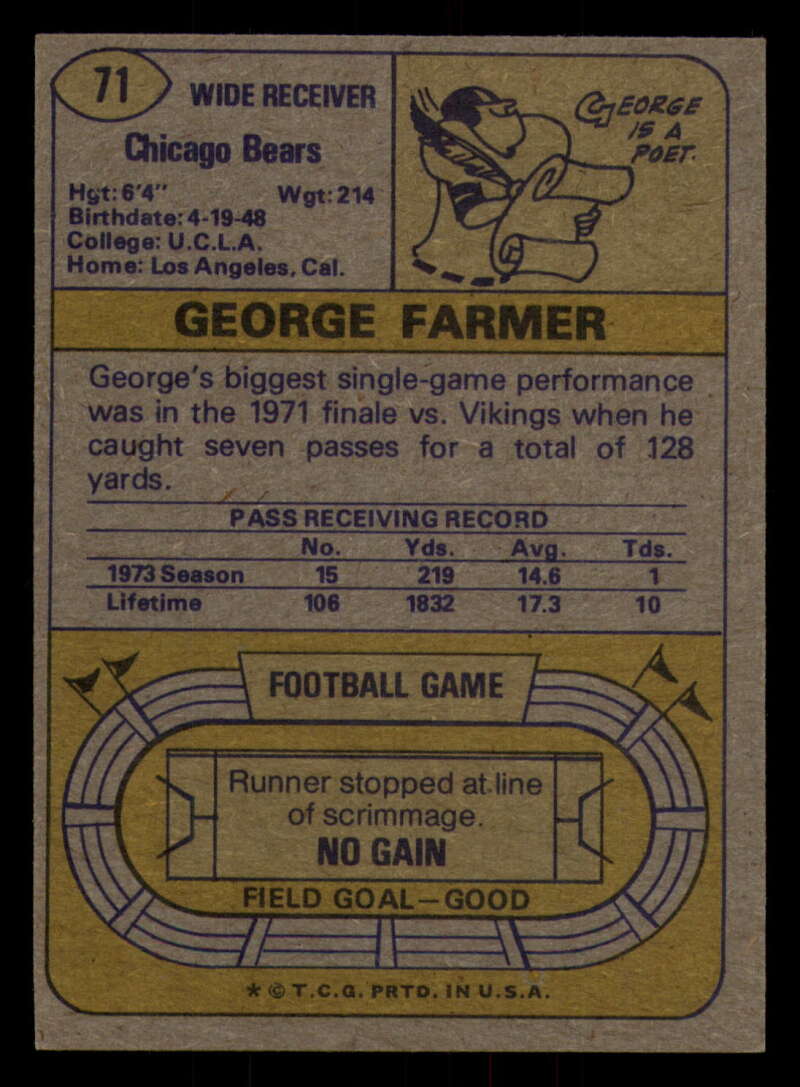 71
WIDE RECEIVER
Chicago Bears
Hgt: 6'4" Wgt: 214
Birthdate: 4-19-48
College: U.C.L.A.
Home: Los Angeles, Cal.
GEORGE
IS A
POET.
GEORGE FARMER
George's biggest single-game performance
was in the 1971 finale vs. Vikings when he
caught seven passes for a total of 128
yards.
PASS RECEIVING RECORD
No. Yds. Avg. Tds.
1973 Season 15 219 14.6 1
Lifetime 106 1832 17.3 10
FOOTBALL GAME
Runner stopped at line
of scrimmage.
NO GAIN
FIELD GOAL—GOOD
* © T.C.G. PRTD. IN U.S.A.